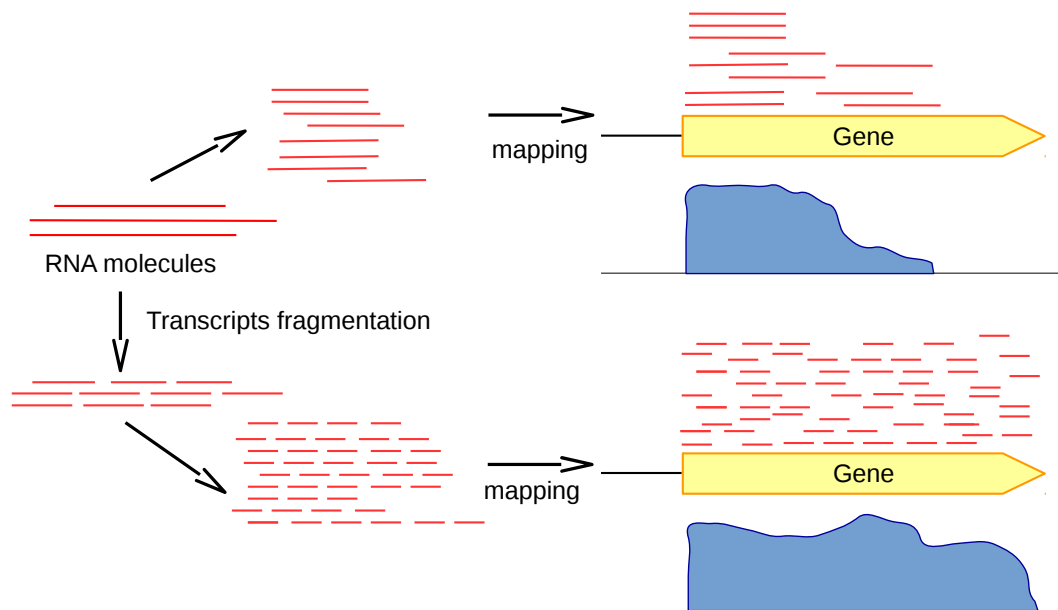 mapping
Gene
RNA molecules
Transcripts fragmentation
mapping
Gene